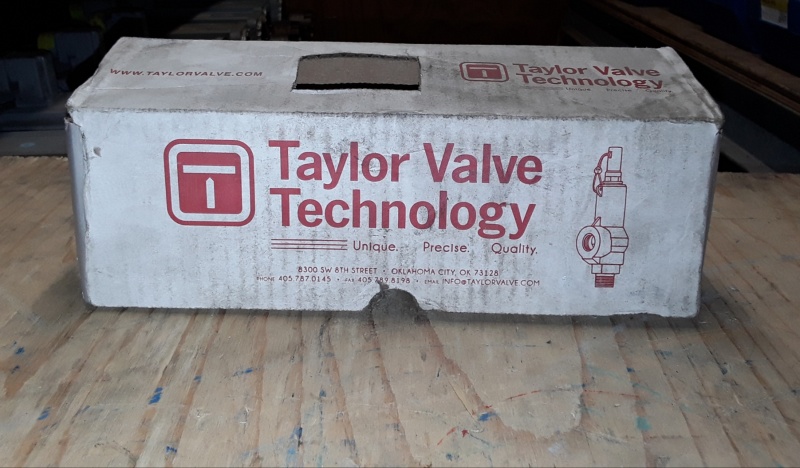 WWW.TAYLORVALVE.COM
Taylor Valve
Technology
Taylor Valve
Technology
Unique. Precise. Quality.
8300 SW 8TH STREET • OKLAHOMA CITY, OK 73128
PHONE 405 787 0145 • FAX 405 789 8198 • EMAIL INFO@TAYLORVALVE.COM